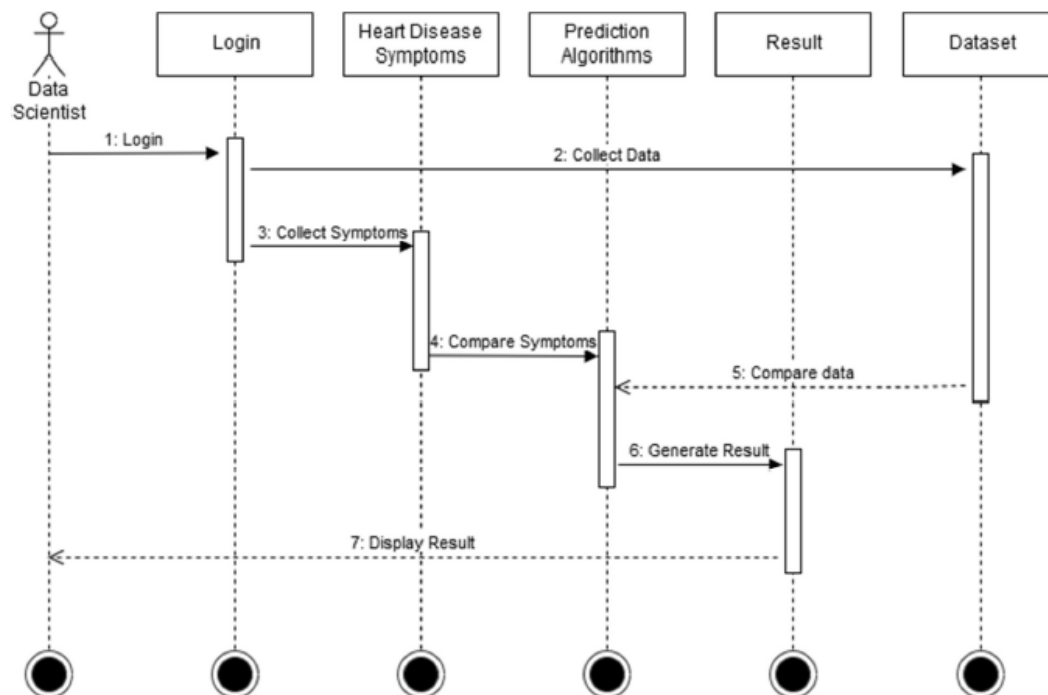 Data
Scientist
Login
Heart Disease
Symptoms
Prediction
Algorithms
Result
Dataset
1: Login
2: Collect Data
3: Collect Symptoms
4: Compare Symptoms
5: Compare data
6: Generate Result
7: Display Result